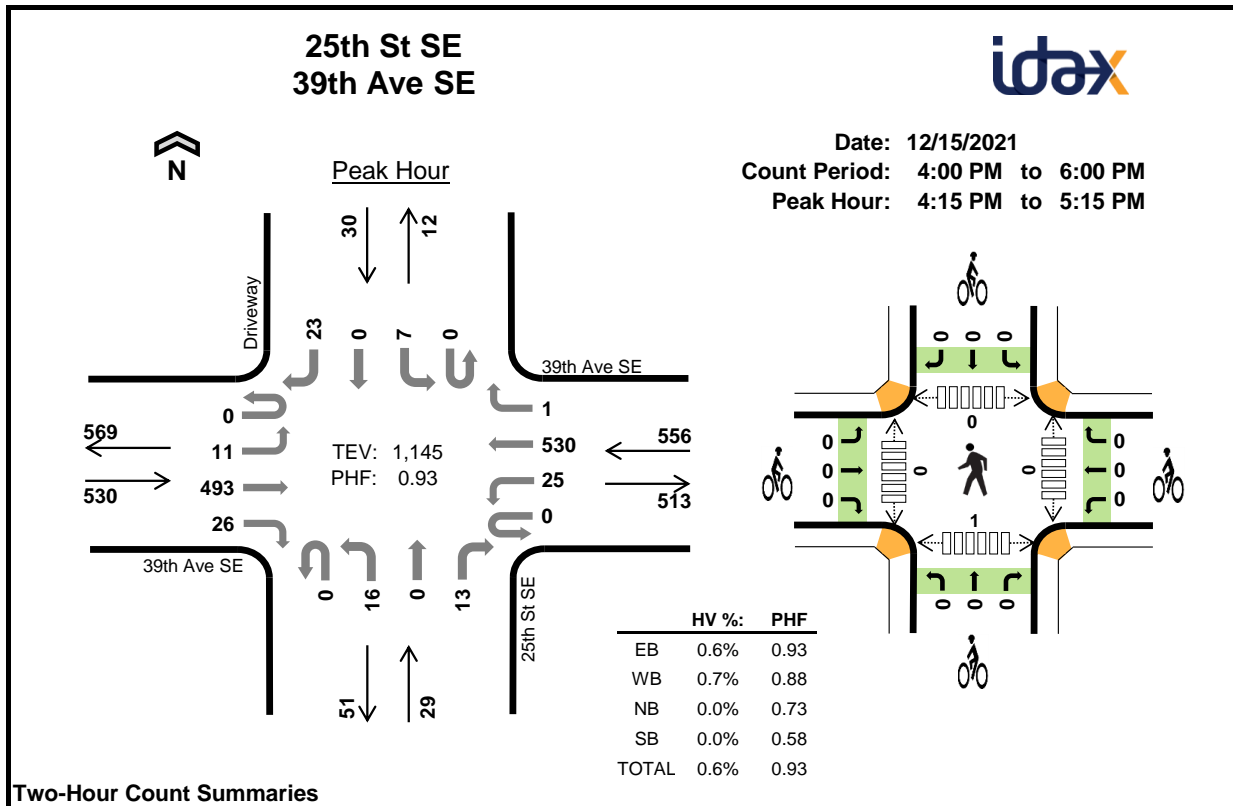 25th St SE
39th Ave SE
idax
N
Peak Hour
Date: 12/15/2021
Count Period: 4:00 PM to 6:00 PM
Peak Hour: 4:15 PM to 5:15 PM
30
12
Driveway
23
0
7
0
39th Ave SE
0
11
493
26
569
530
TEV: 1,145
PHF: 0.93
1
530
25
0
556
513
39th Ave SE
0
16
0
13
25th St SE
51
29
0
0
0
0
0
0
0
0
0
0
0
0
0
1
0
0
0
HV %: PHF
EB 0.6% 0.93
WB 0.7% 0.88
NB 0.0% 0.73
SB 0.0% 0.58
TOTAL 0.6% 0.93
Two-Hour Count Summaries